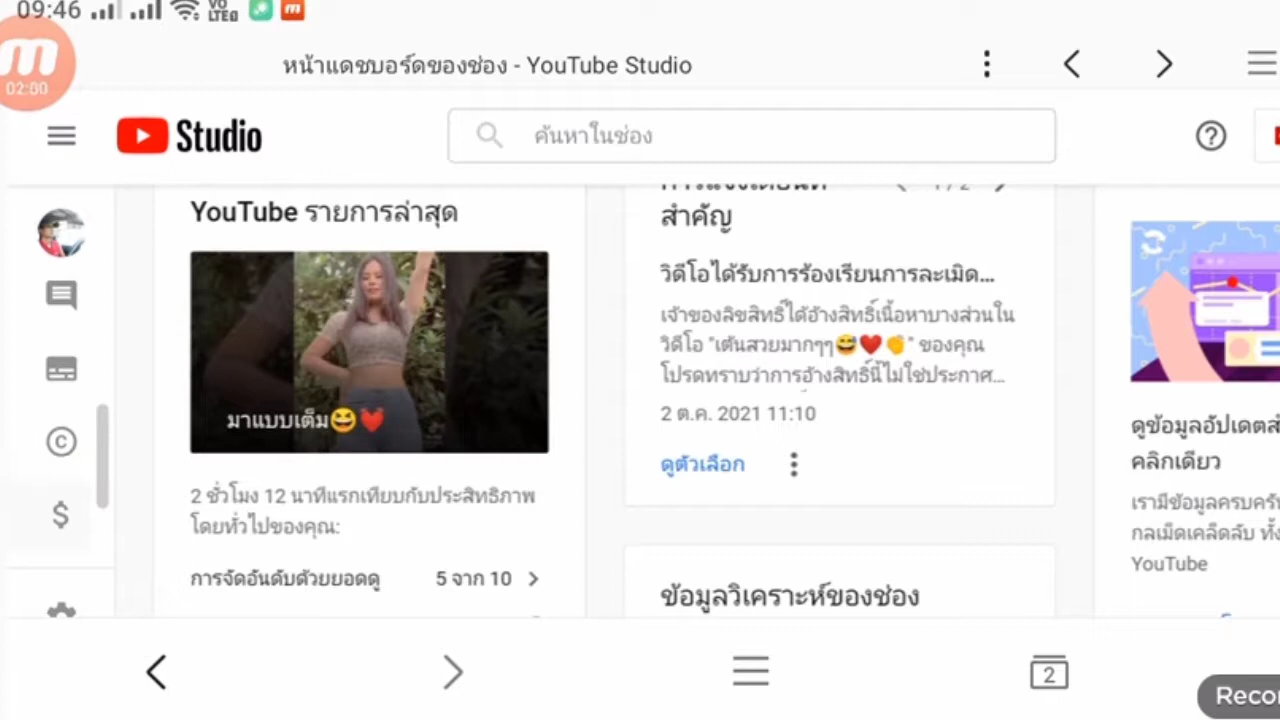 09:46
VO
LTE
02:00
หน้าแดชบอร์ดของช่อง - YouTube Studio
Studio
ค้นหาในช่อง
YouTube รายการล่าสุด
มาแบบเต็ม😆💓
2 ชั่วโมง 12 นาทีแรกเทียบกับประสิทธิภาพ
โดยทั่วไปของคุณ:
การจัดอันดับด้วยยอดดู 5 จาก 10
1 / 2
สำคัญ
วิดีโอได้รับการร้องเรียนการละเมิด...
เจ้าของลิขสิทธิ์ได้อ้างสิทธิ์เนื้อหาบางส่วนใน
วิดีโอ "เต้นสวยมากๆๆ😅❤️👏" ของคุณ
โปรดทราบว่าการอ้างสิทธิ์นี้ไม่ใช่ประกาศ...
2 ต.ค. 2021 11:10
ดูตัวเลือก
ข้อมูลวิเคราะห์ของช่อง
ดูข้อมูลอัปเดต
คลิกเดียว
เรามีข้อมูลครบครัน
กลเม็ดเคล็ดลับ ทั้ง
YouTube
2
Recor